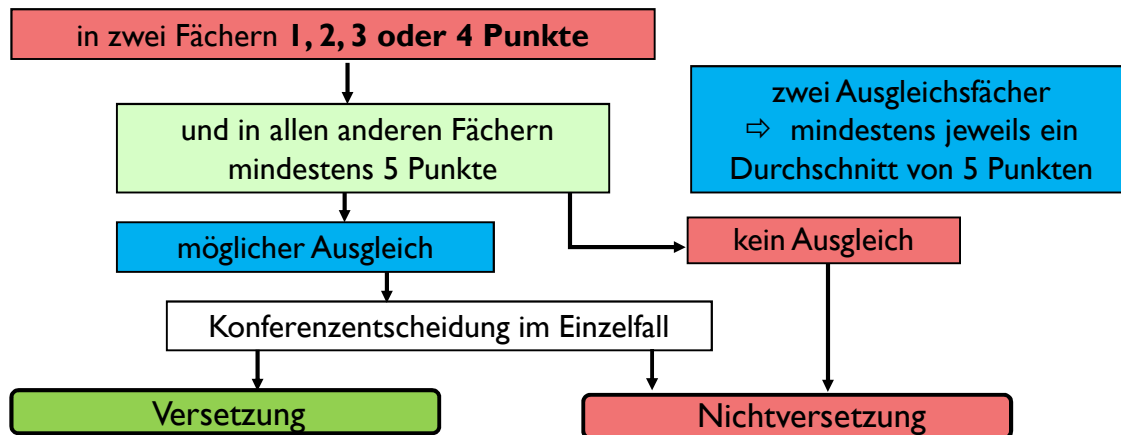 in zwei Fächern 1, 2, 3 oder 4 Punkte
und in allen anderen Fächern
mindestens 5 Punkte
zwei Ausgleichsfächer
⇨ mindestens jeweils ein
Durchschnitt von 5 Punkten
möglicher Ausgleich
kein Ausgleich
Konferenzentscheidung im Einzelfall
Versetzung
Nichtversetzung